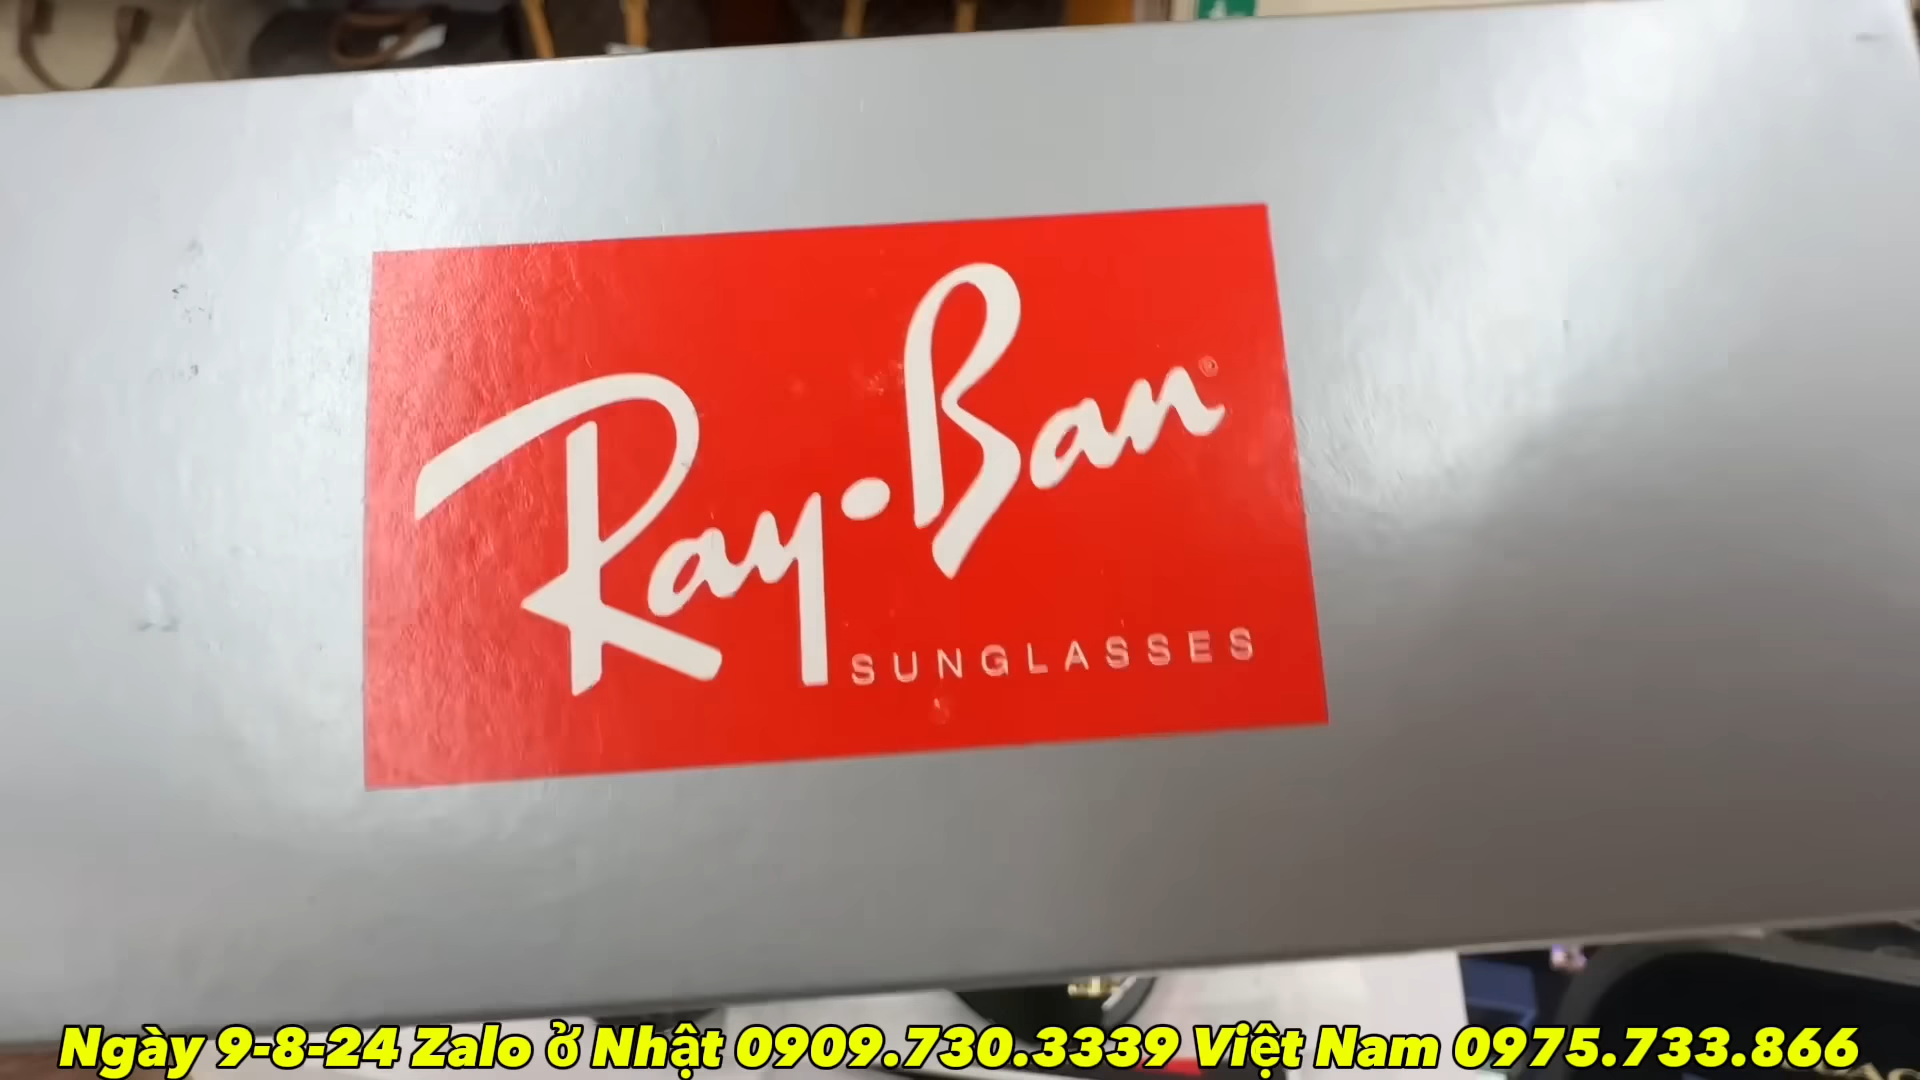 Ray-Ban
SUNGLASSES
Ngày 9-8-24 Zalo ở Nhật 0909.730.3339 Việt Nam 0975.733.866